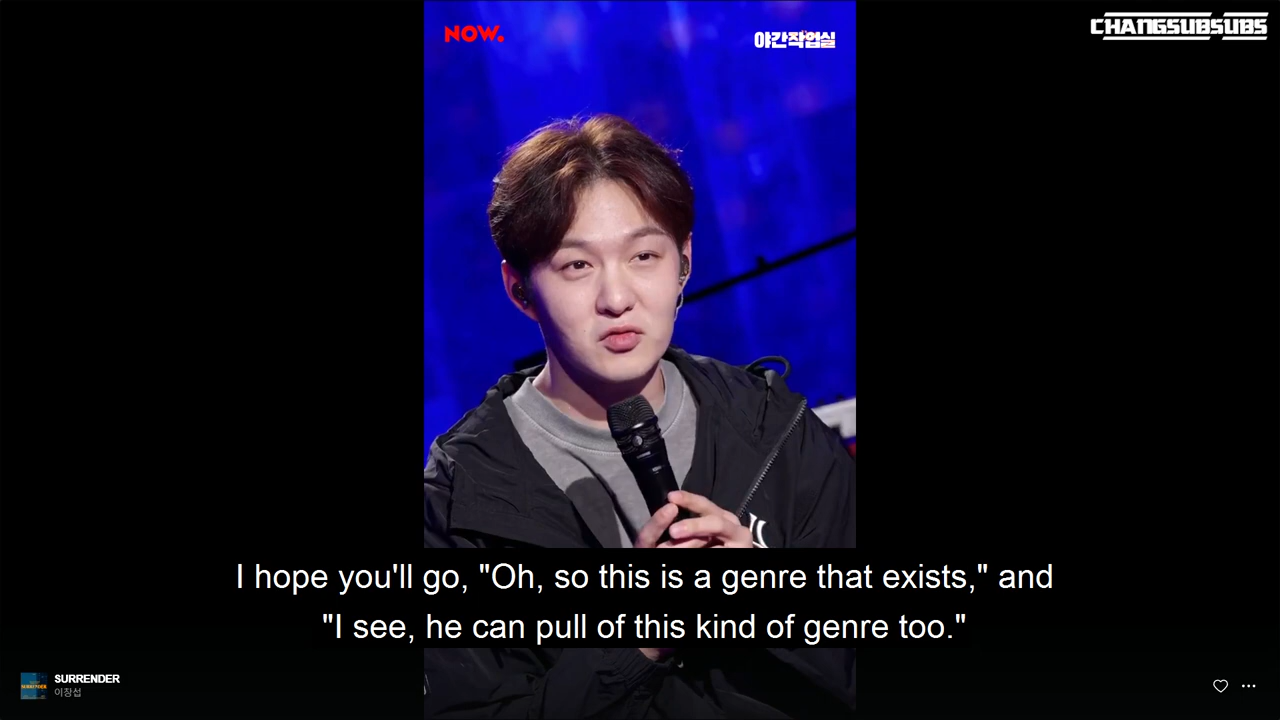 NOW.
야간작업실
CHANGSUBSUBS
I hope you'll go, "Oh, so this is a genre that exists," and
"I see, he can pull of this kind of genre too."
SURRENDER
이창섭